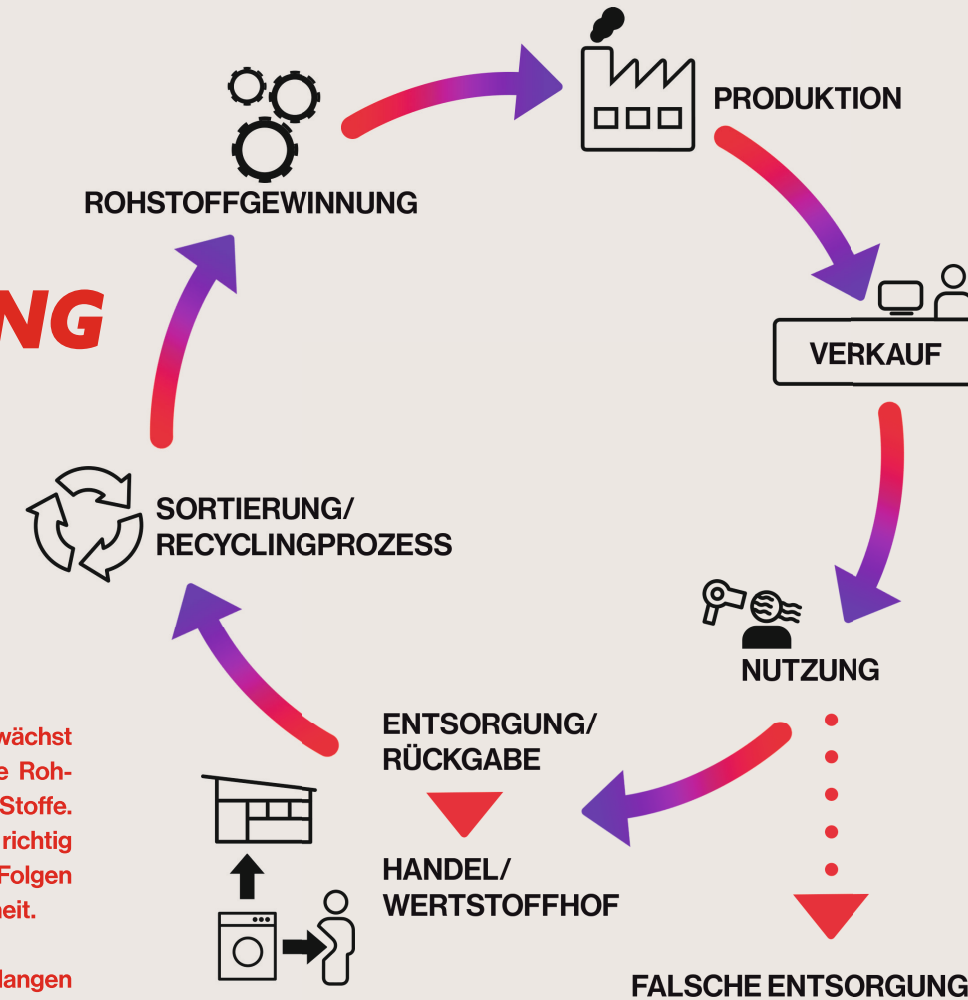 PRODUKTION
ROHSTOFFGEWINNUNG
NG
VERKAUF
SORTIERUNG/
RECYCLINGPROZESS
NUTZUNG
ENTSORGUNG/
RÜCKGABE
HANDEL/
WERTSTOFFHOF
FALSCHE ENTSORGUNG
wächst
e Roh-
Stoffe.
richtig
Folgen
eit.
langen